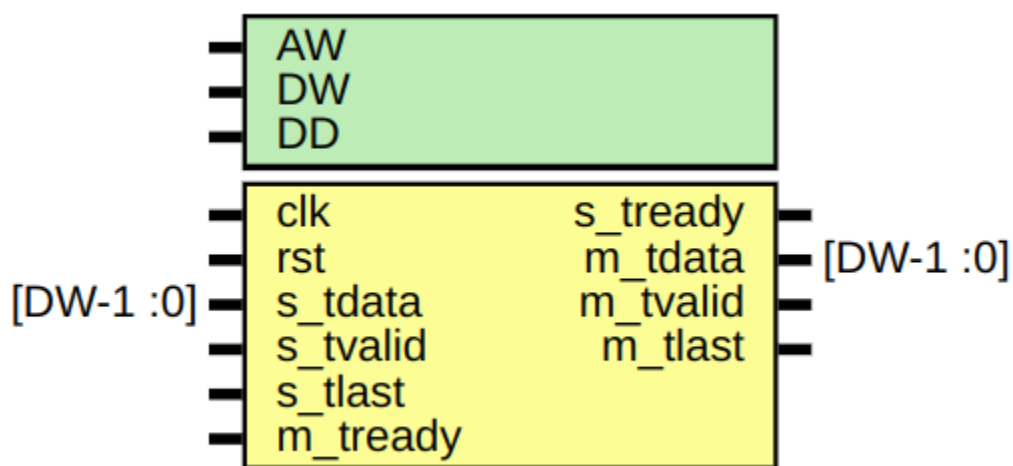 AW
DW
DD
clk s_tready
rst m_tdata [DW-1 :0]
[DW-1 :0] s_tdata m_tvalid
s_tvalid m_tlast
s_tlast
m_tready